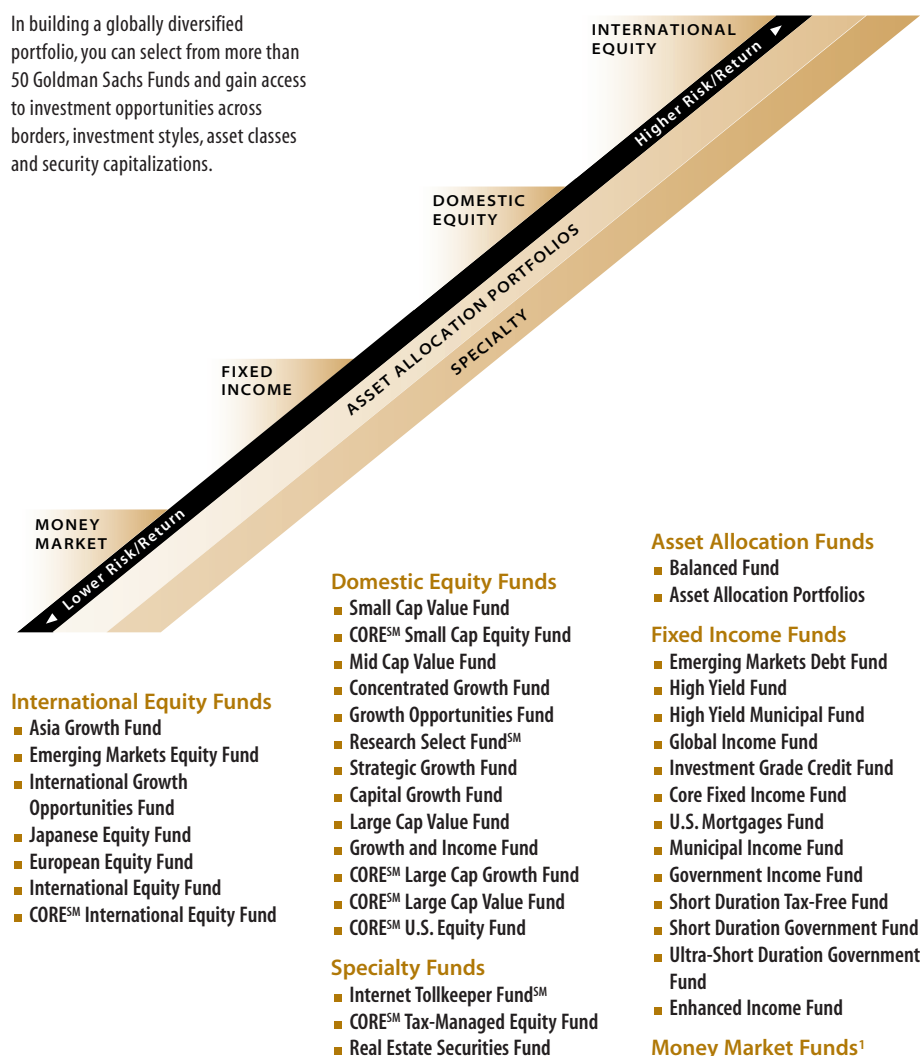 In building a globally diversified
portfolio, you can select from more than
50 Goldman Sachs Funds and gain access
to investment opportunities across
borders, investment styles, asset classes
and security capitalizations.
INTERNATIONAL
EQUITY
Higher Risk/Return
DOMESTIC
EQUITY
ASSET ALLOCATION PORTFOLIOS
SPECIALTY
FIXED
INCOME
MONEY
MARKET
Lower Risk/Return
International Equity Funds
Asia Growth Fund
Emerging Markets Equity Fund
International Growth
Opportunities Fund
Japanese Equity Fund
European Equity Fund
International Equity Fund
CORE℠ International Equity Fund
Domestic Equity Funds
Small Cap Value Fund
CORE℠ Small Cap Equity Fund
Mid Cap Value Fund
Concentrated Growth Fund
Growth Opportunities Fund
Research Select Fund℠
Strategic Growth Fund
Capital Growth Fund
Large Cap Value Fund
Growth and Income Fund
CORE℠ Large Cap Growth Fund
CORE℠ Large Cap Value Fund
CORE℠ U.S. Equity Fund
Specialty Funds
Internet Tollkeeper Fund℠
CORE℠ Tax-Managed Equity Fund
Real Estate Securities Fund
Asset Allocation Funds
Balanced Fund
Asset Allocation Portfolios
Fixed Income Funds
Emerging Markets Debt Fund
High Yield Fund
High Yield Municipal Fund
Global Income Fund
Investment Grade Credit Fund
Core Fixed Income Fund
U.S. Mortgages Fund
Municipal Income Fund
Government Income Fund
Short Duration Tax-Free Fund
Short Duration Government Fund
Ultra-Short Duration Government
Fund
Enhanced Income Fund
Money Market Funds¹